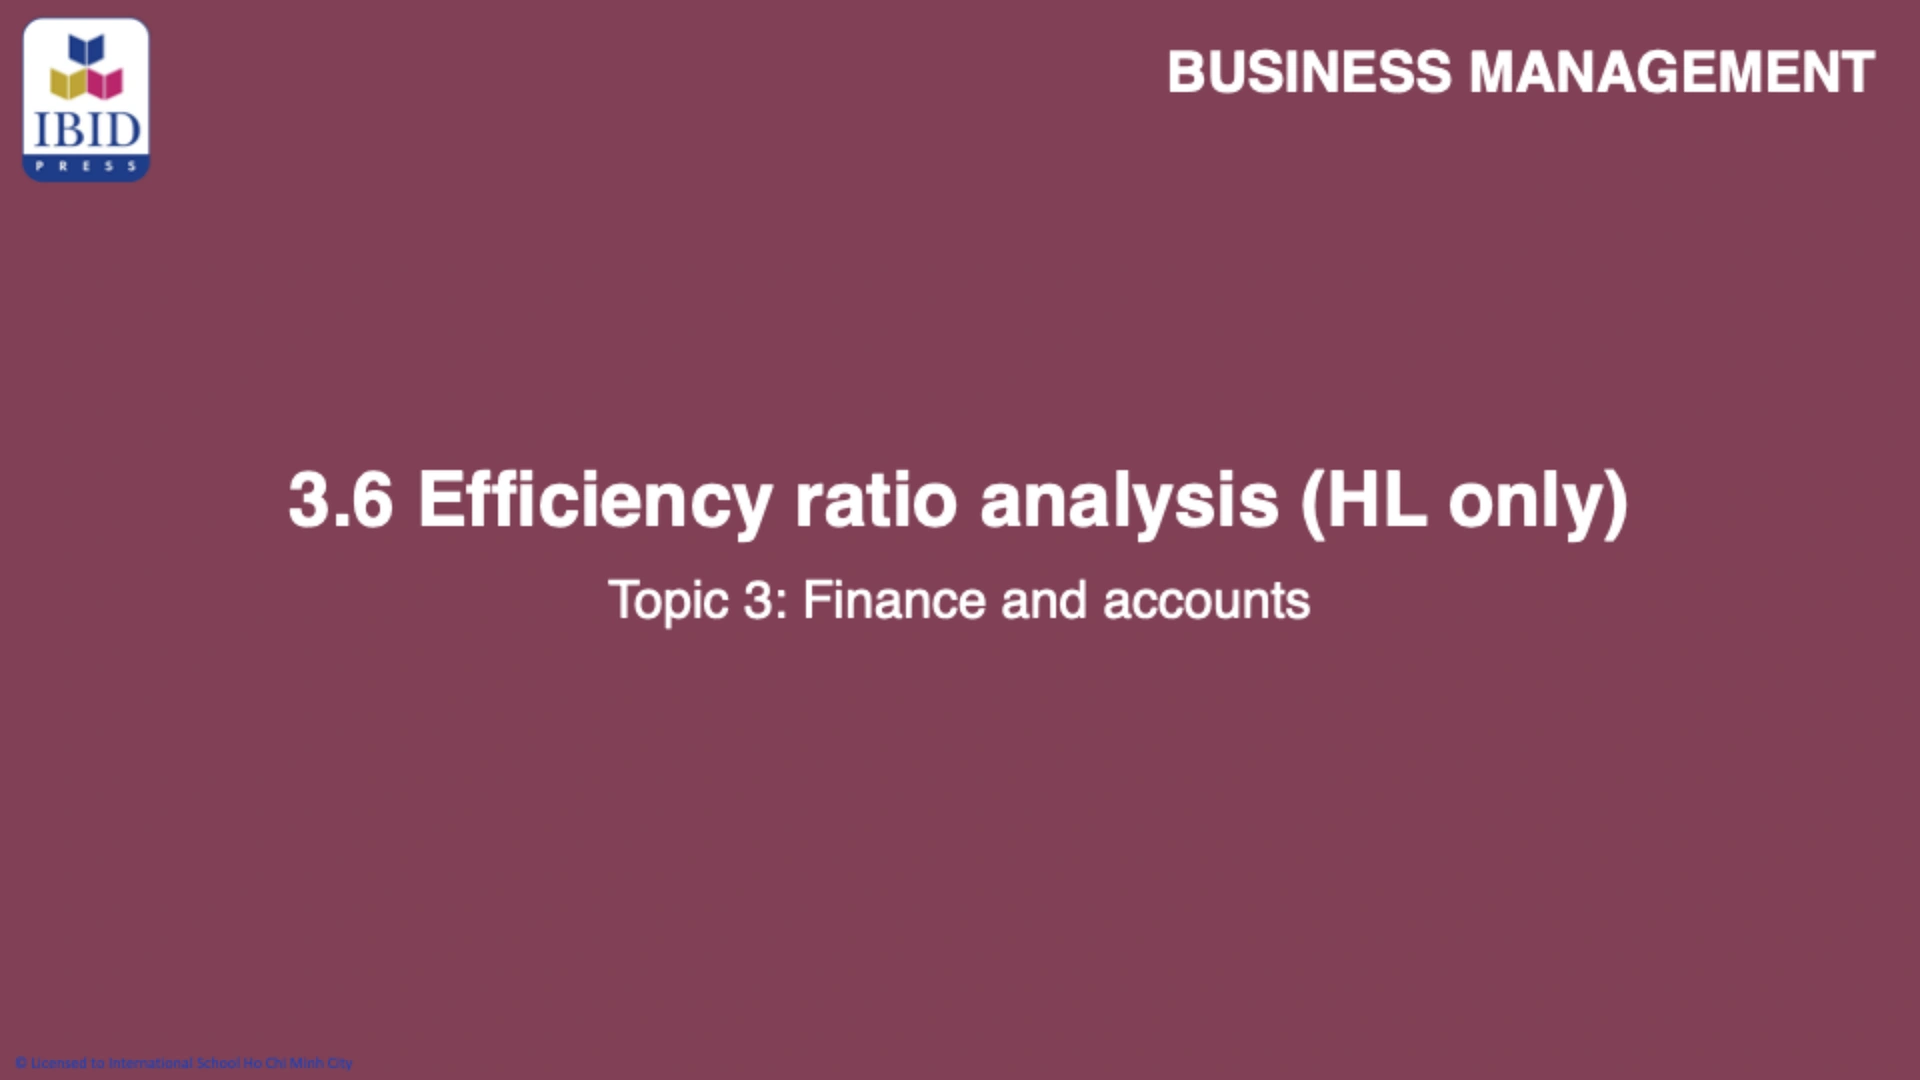 IBID
PRESS
BUSINESS MANAGEMENT
3.6 Efficiency ratio analysis (HL only)
Topic 3: Finance and accounts
© Licensed to International School Ho Chi Minh City